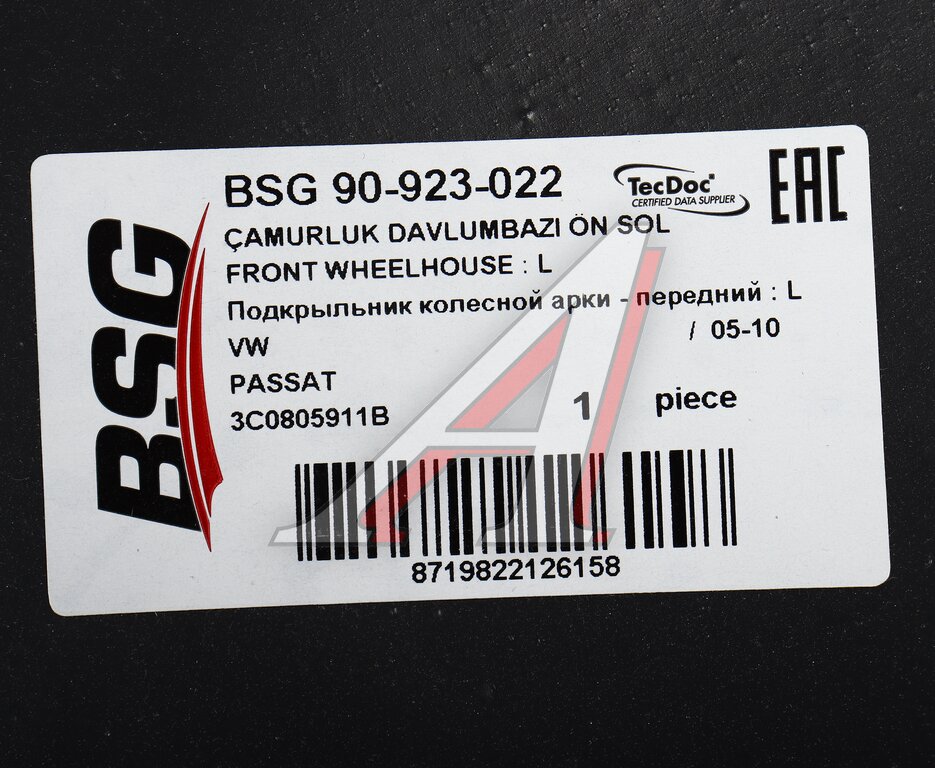 BSG
BSG 90-923-022
TecDoc
CERTIFIED DATA SUPPLIER
EAC
ÇAMURLUK DAVLUMBAZI ÖN SOL
FRONT WHEELHOUSE : L
Подкрыльник колесной арки - передний : L
VW / 05-10
PASSAT
3C0805911B 1 piece
8719822126158